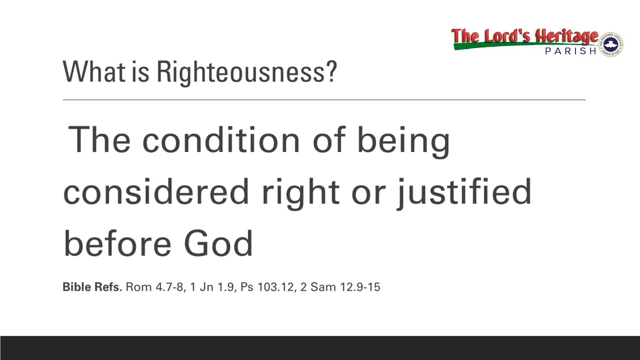 The Lord's Heritage
PARISH
What is Righteousness?
The condition of being
considered right or justified
before God
Bible Refs. Rom 4.7-8, 1 Jn 1.9, Ps 103.12, 2 Sam 12.9-15